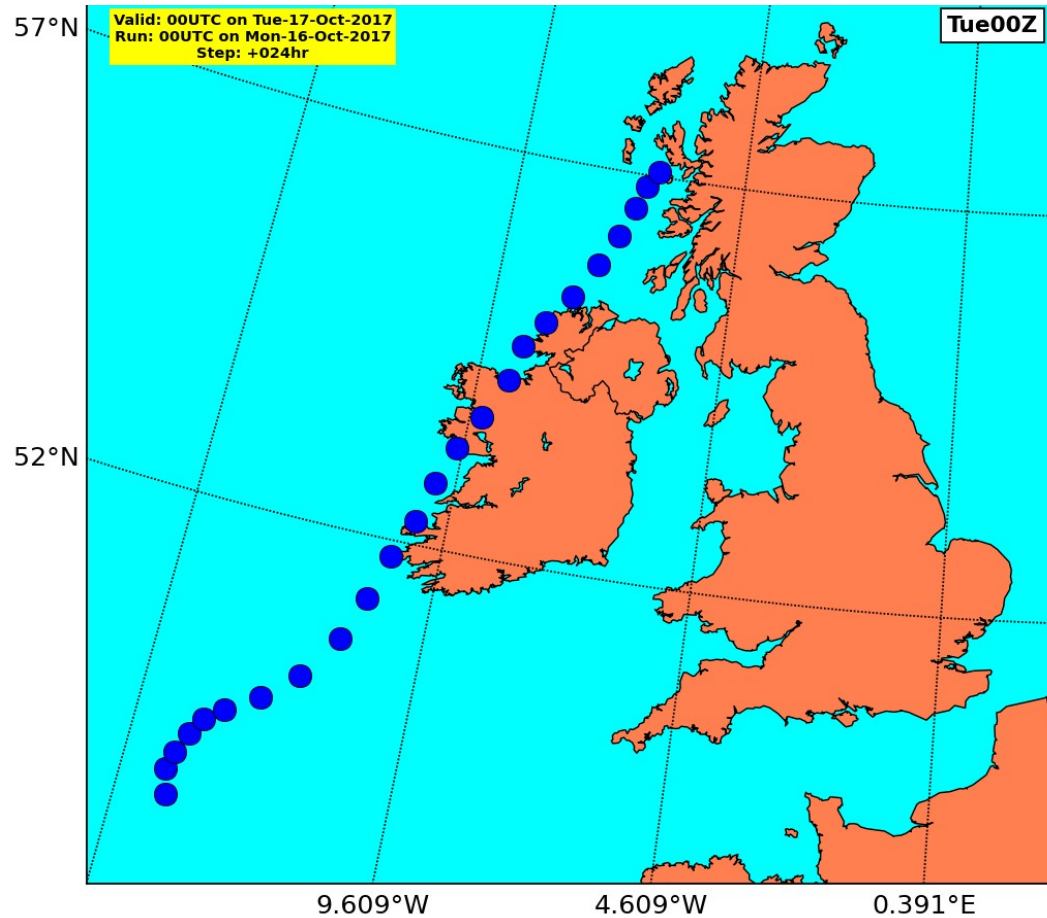 57°N
Valid: 00UTC on Tue-17-Oct-2017
Run: 00UTC on Mon-16-Oct-2017
Step: +024hr
Tue00Z
52°N
9.609°W
4.609°W
0.391°E